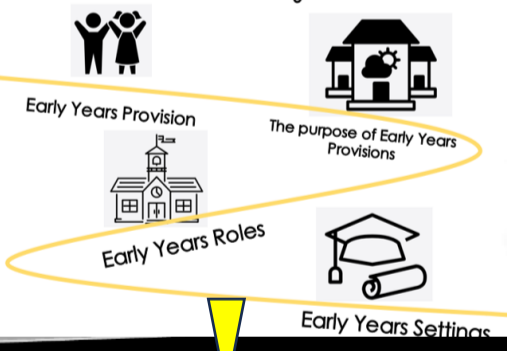 Early Years Provision
The purpose of Early Years
Provisions
Early Years Roles
Early Years Settings